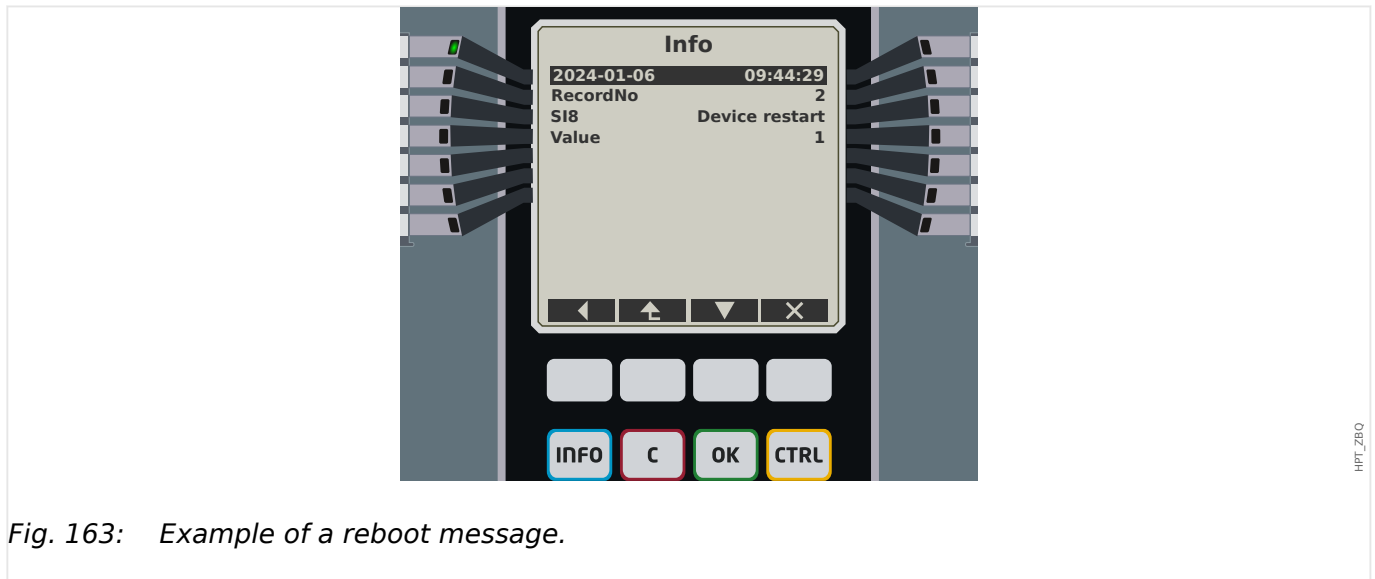 Info
2024-01-06 09:44:29
RecordNo 2
SI8 Device restart
Value 1
INFO C OK CTRL
HPT_ZBQ
Fig. 163: Example of a reboot message.